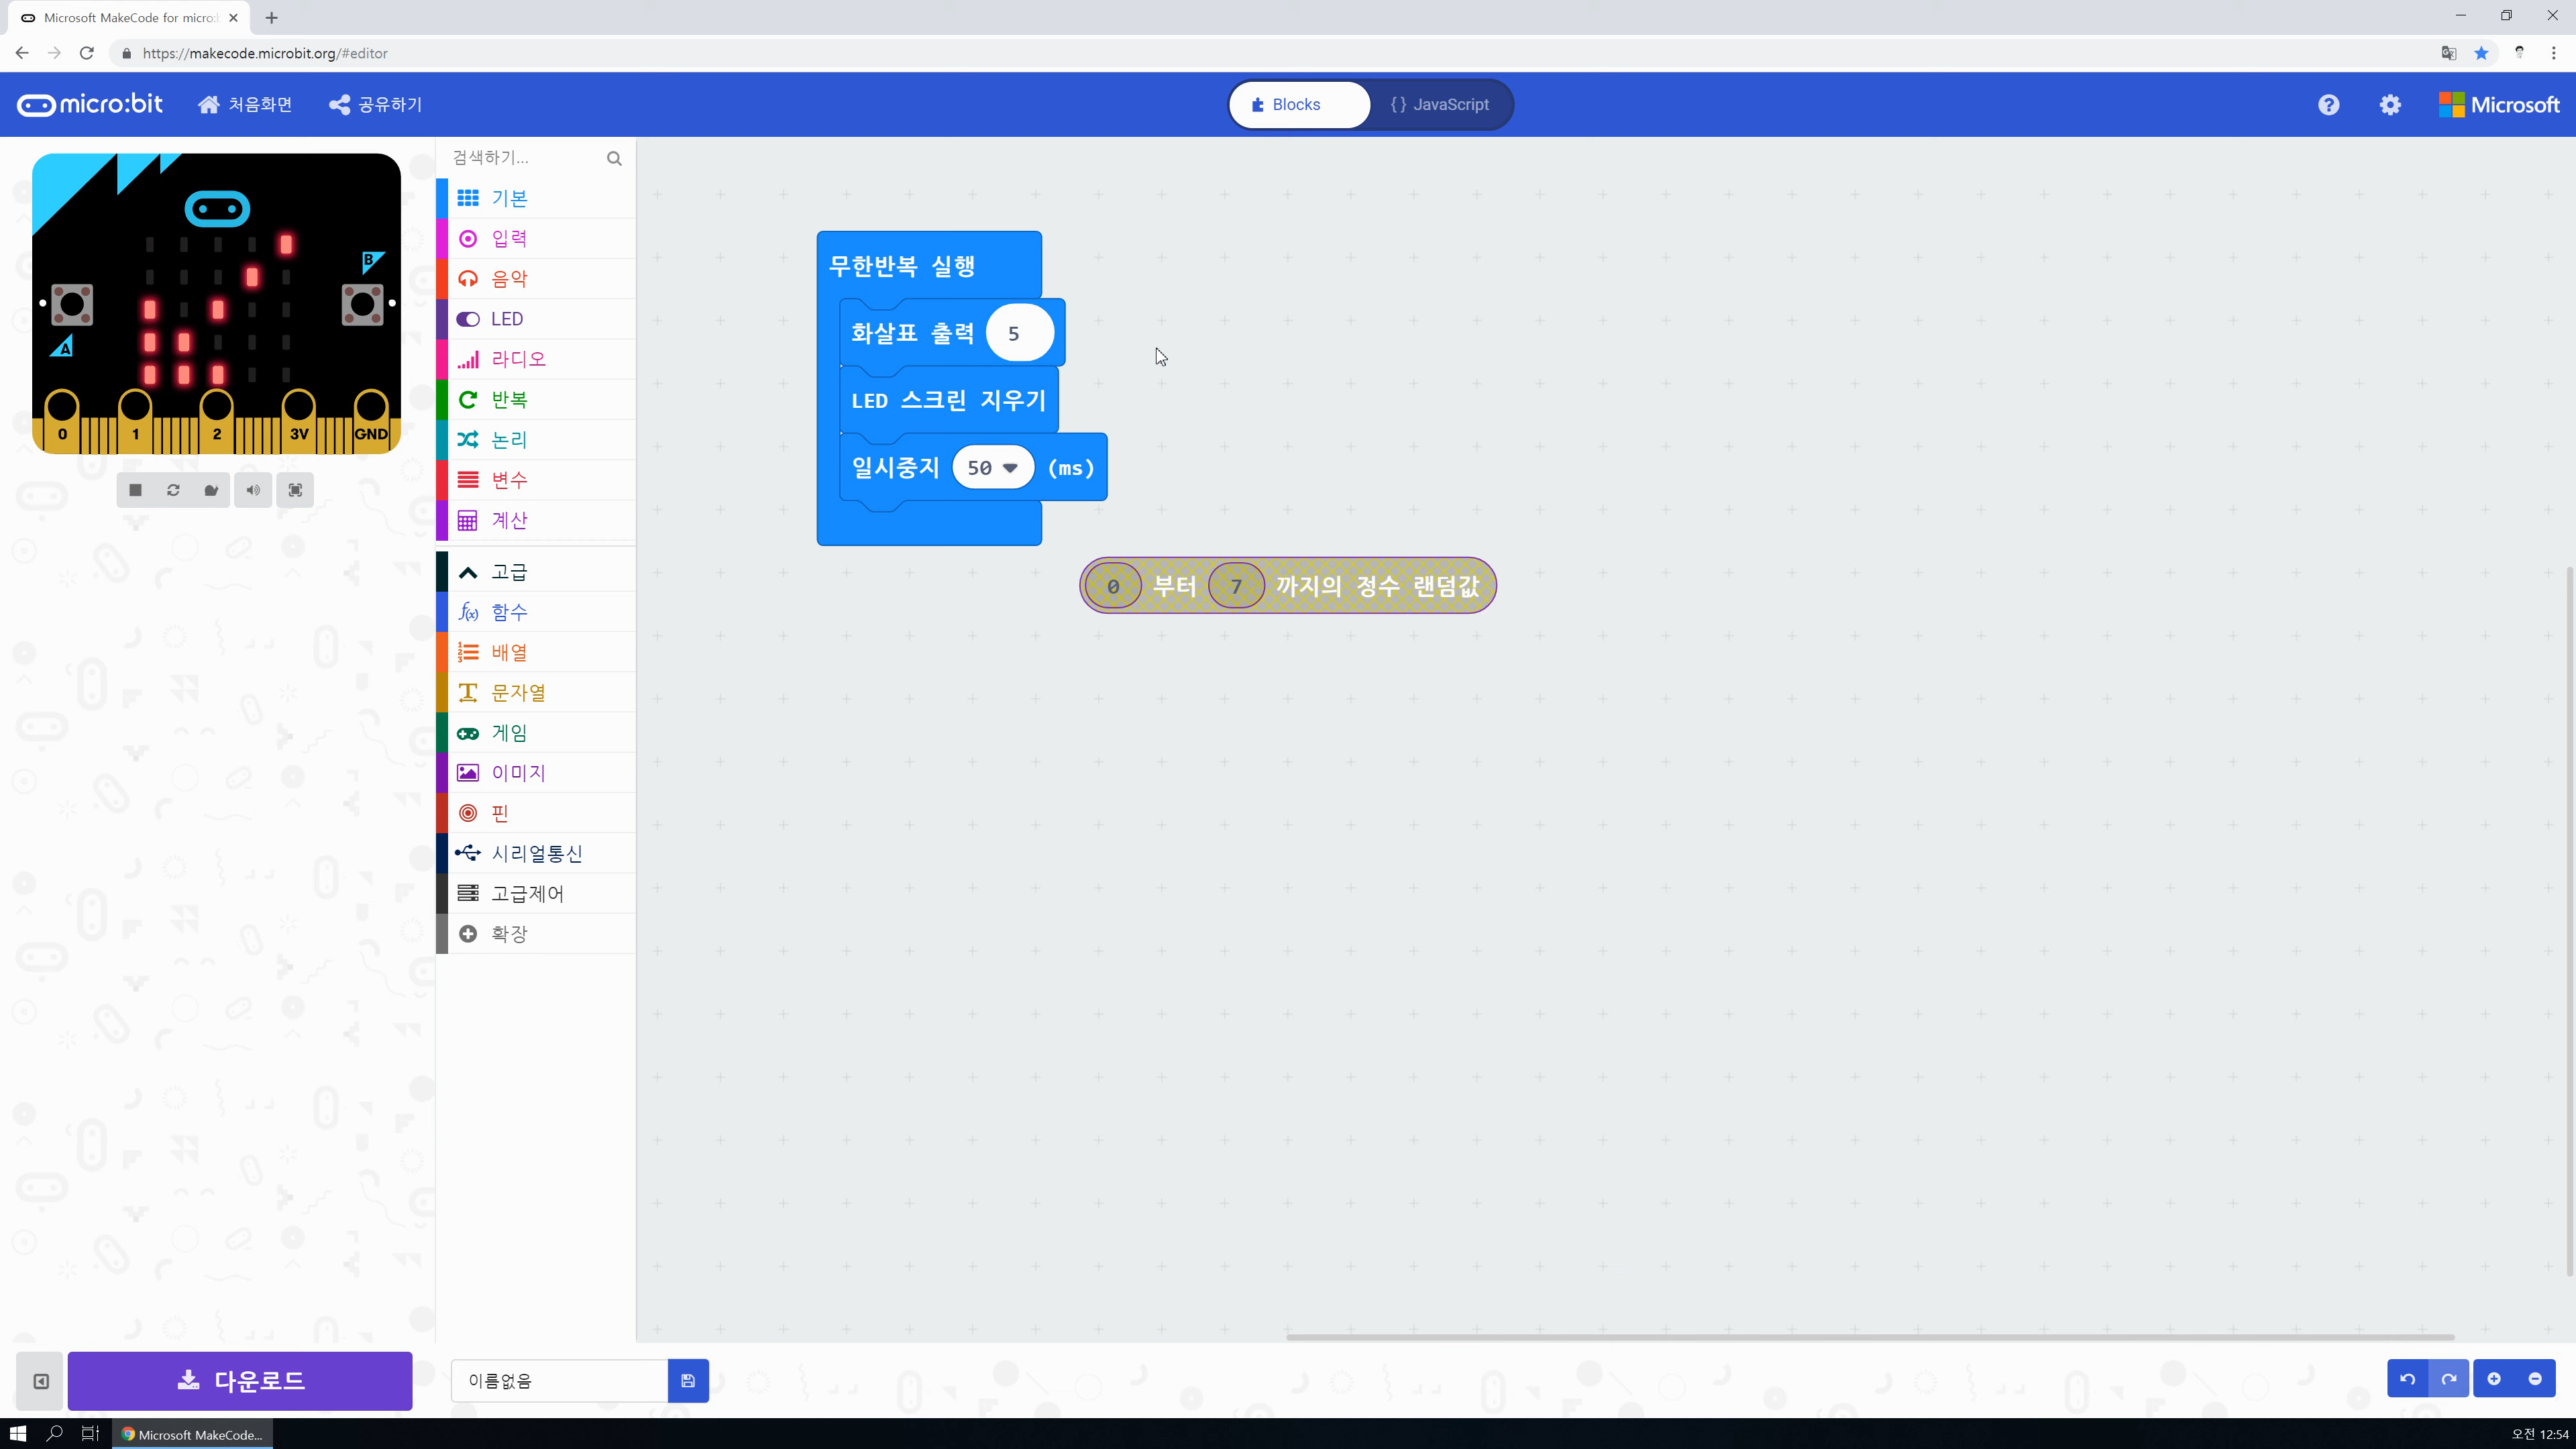 Microsoft MakeCode for micro:
https://makecode.microbit.org/#editor
micro:bit
처음화면
공유하기
Blocks
{} JavaScript
Microsoft
B
A
0
1
2
3V
GND
검색하기...
기본
입력
음악
LED
라디오
반복
논리
변수
계산
고급
f(x) 함수
배열
문자열
게임
이미지
핀
시리얼통신
고급제어
확장
무한반복 실행
화살표 출력 5
LED 스크린 지우기
일시중지 50 (ms)
0 부터 7 까지의 정수 랜덤값
다운로드
이름없음
Microsoft MakeCode...
오전 12:54